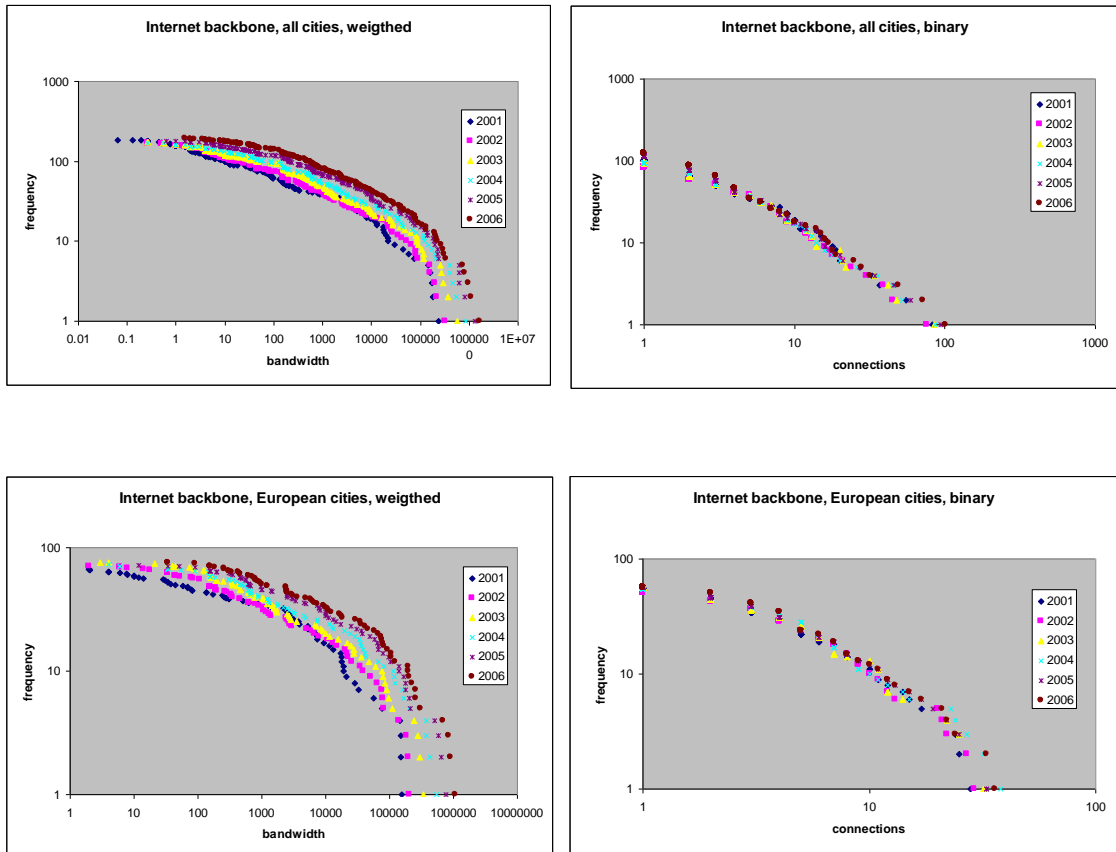 Internet backbone, all cities, weigthed
1000
100
10
1
0.01 0.1 1 10 100 1000 10000 100000 100000 1E+07
0
frequency
bandwidth
2001
2002
2003
2004
2005
2006
Internet backbone, all cities, binary
1000
100
10
1
1 10 100 1000
frequency
connections
2001
2002
2003
2004
2005
2006
Internet backbone, European cities, weigthed
100
10
1
1 10 100 1000 10000 100000 1000000 10000000
frequency
bandwidth
2001
2002
2003
2004
2005
2006
Internet backbone, European cities, binary
100
10
1
1 10 100
frequency
connections
2001
2002
2003
2004
2005
2006